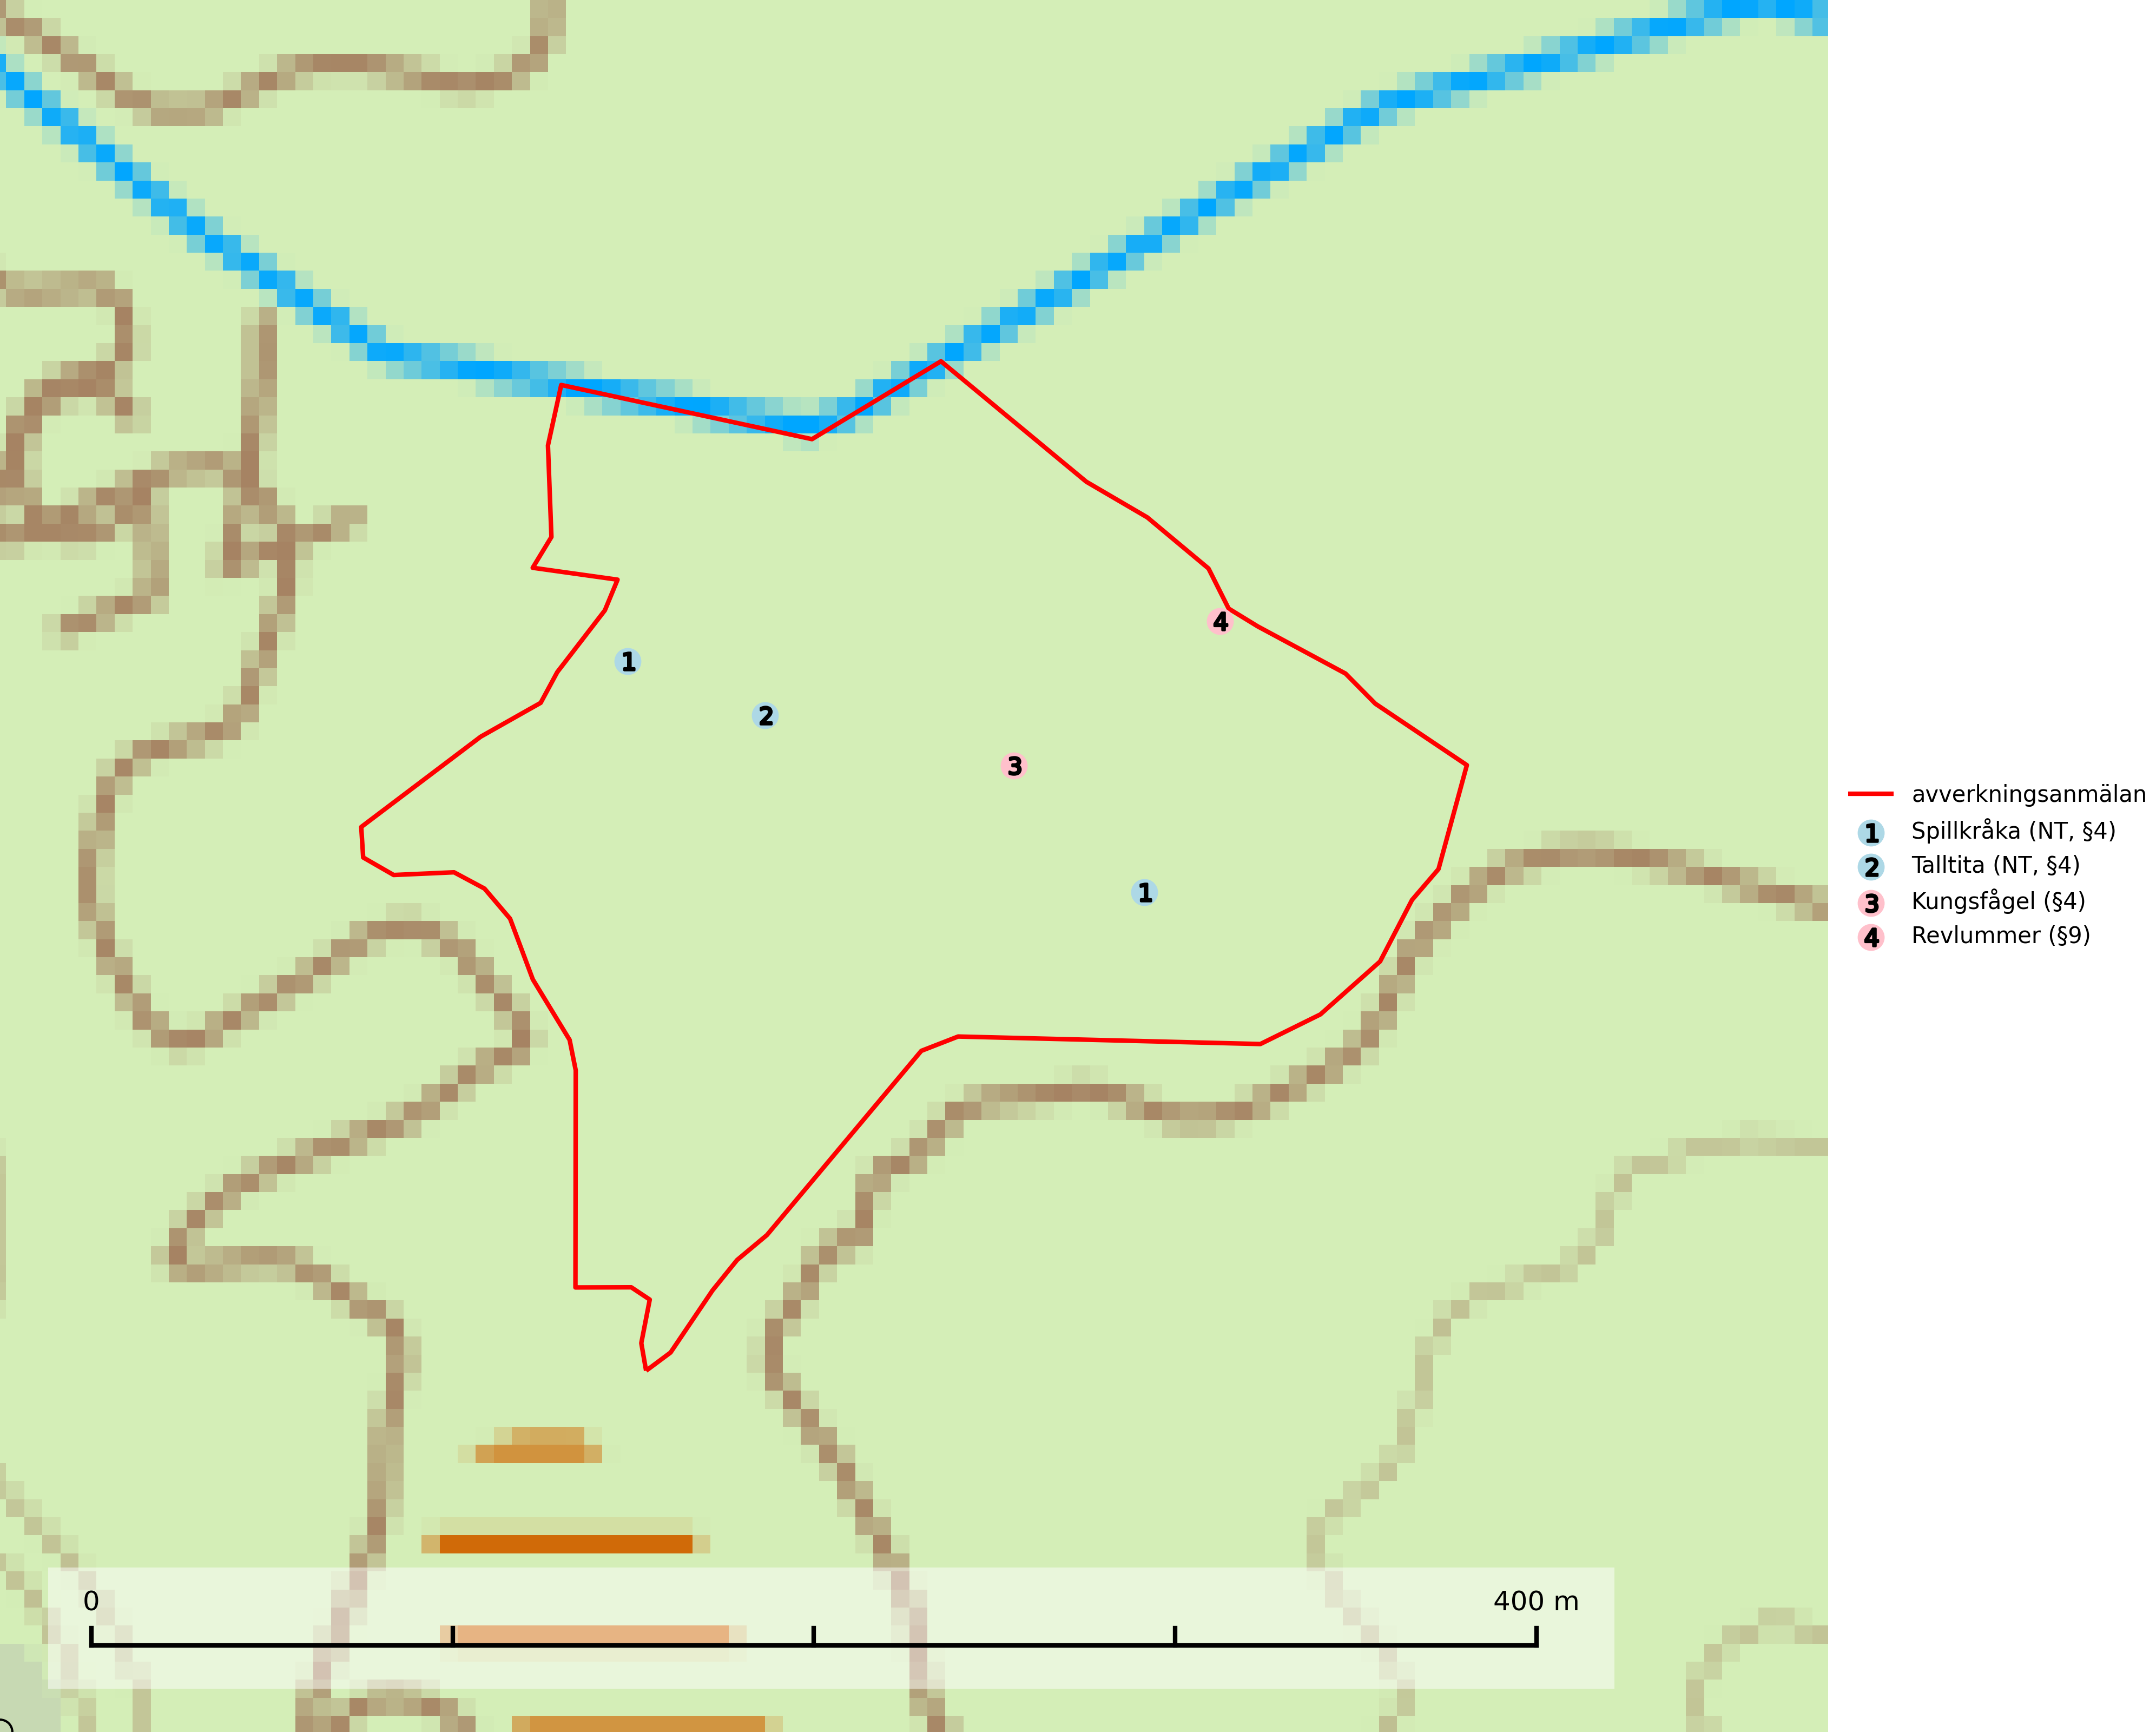 4
1
2
3
1
avverkningsanmälan
1 Spillkråka (NT, §4)
2 Talltita (NT, §4)
3 Kungsfågel (§4)
4 Revlummer (§9)
0 400 m